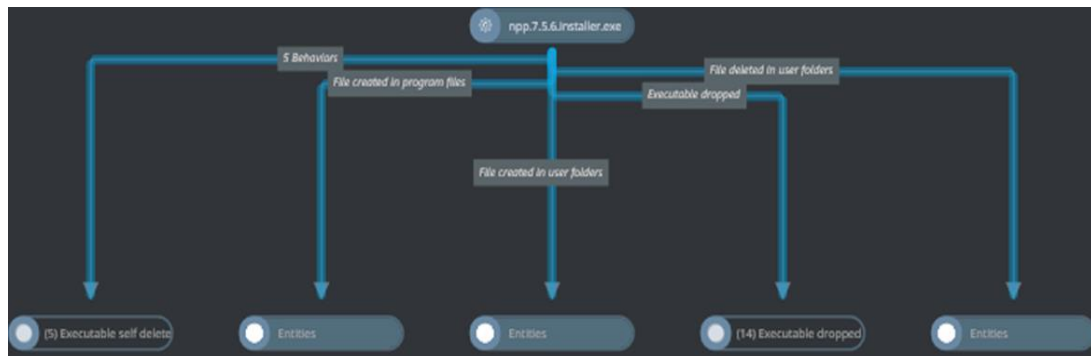 npp.7.5.6.Installer.exe
5 Behaviors
File deleted in user folders
File created in program files
Executable dropped
File created in user folders
(5) Executable self delete
Entities
Entities
(14) Executable dropped
Entities